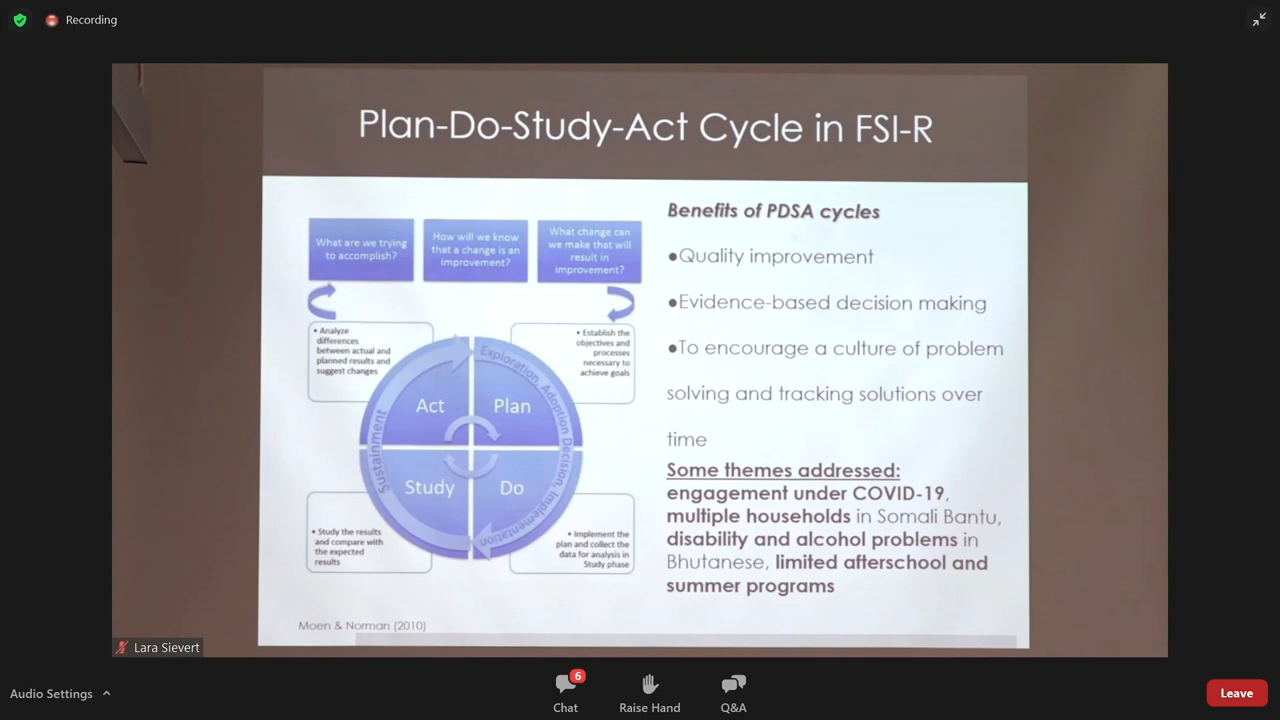 Recording
Plan-Do-Study-Act Cycle in FSI-R
What are we trying
to accomplish?
How will we know
that a change is an
improvement?
What change can
we make that will
result in
improvement?
• Analyze
differences
between actual and
planned results and
suggest changes
• Establish the
objectives and
processes
necessary to
achieve goals
Act
Plan
Study
Do
Sustainment
Exploration, Adoption Decision, Implementation
• Study the results
and compare with
the expected
results
• Implement the
plan and collect the
data for analysis in
Study phase
Moen & Norman (2010)
Benefits of PDSA cycles
●Quality improvement
●Evidence-based decision making
●To encourage a culture of problem
solving and tracking solutions over
time
Some themes addressed:
engagement under COVID-19,
multiple households in Somali Bantu,
disability and alcohol problems in
Bhutanese, limited afterschool and
summer programs
Lara Sievert
Audio Settings
6
Chat
Raise Hand
Q&A
Leave